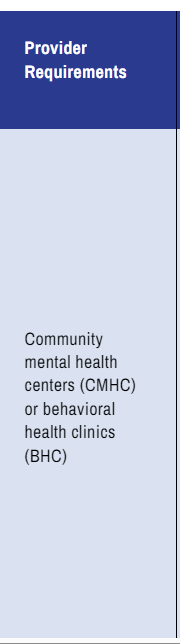 Provider
Requirements
Community
mental health
centers (CMHC)
or behavioral
health clinics
(BHC)